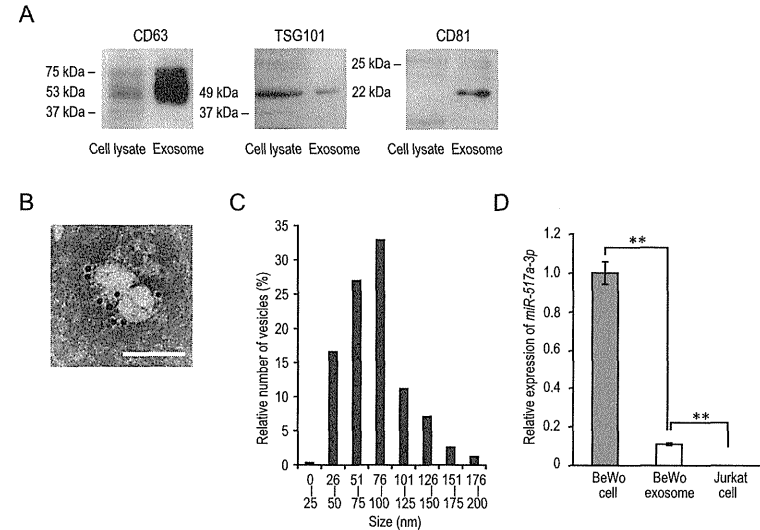 A
CD63
TSG101
CD81
75 kDa –
53 kDa
37 kDa –
49 kDa
37 kDa –
25 kDa –
22 kDa
Cell lysate Exosome
Cell lysate Exosome
Cell lysate Exosome
B
C
Relative number of vesicles (%)
35
30
25
20
15
10
5
0
0 26 51 76 101 126 151 176
25 50 75 100 125 150 175 200
Size (nm)
D
Relative expression of miR-517a-3p
1.2
1.0
0.8
0.6
0.4
0.2
0
**
**
BeWo BeWo Jurkat
cell exosome cell